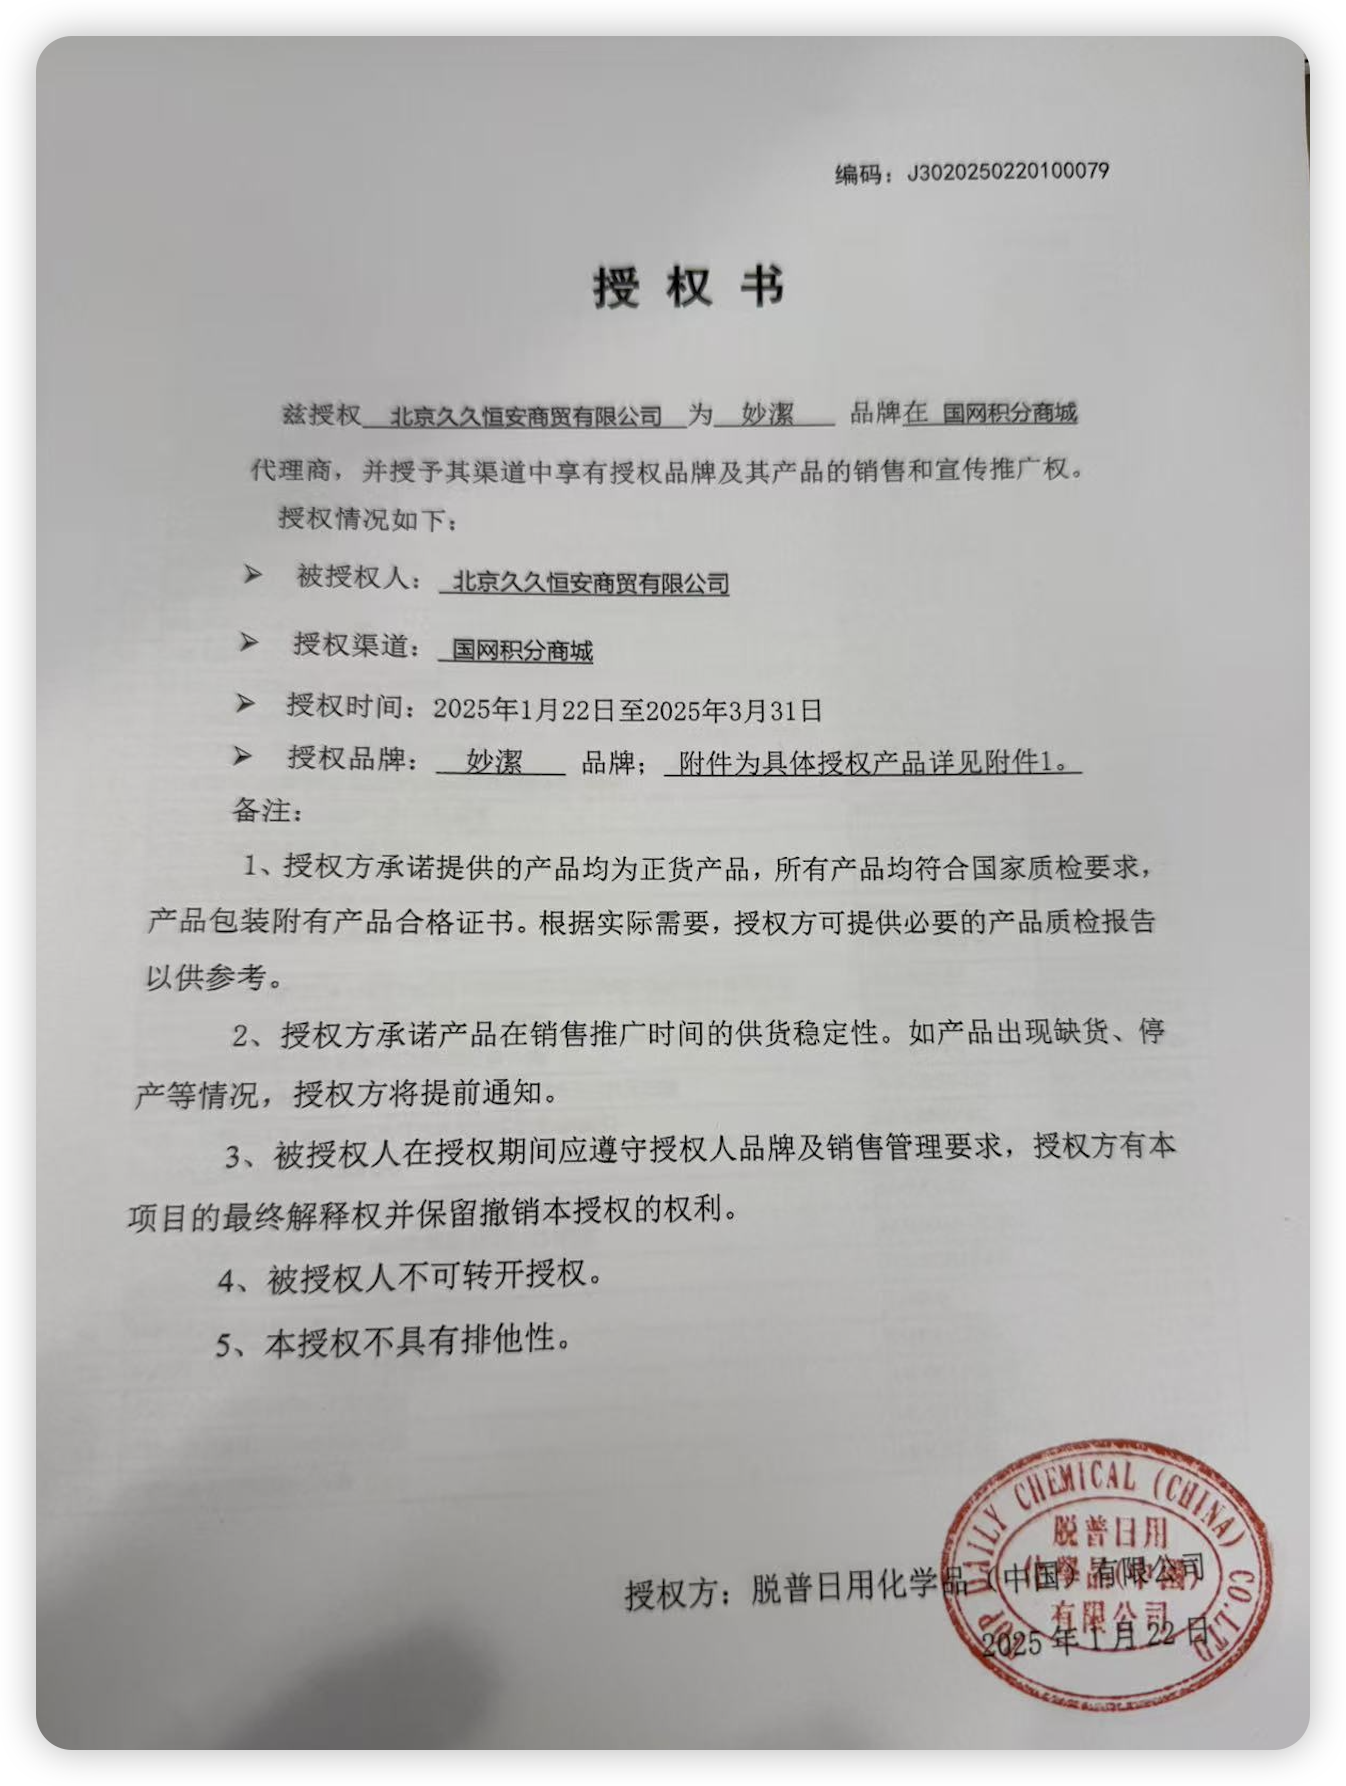 编码：J3020250220100079
授 权 书
兹授权 北京久久恒安商贸有限公司 为 妙潔 品牌在 国网积分商城
代理商，并授予其渠道中享有授权品牌及其产品的销售和宣传推广权。
授权情况如下：
➢ 被授权人： 北京久久恒安商贸有限公司
➢ 授权渠道： 国网积分商城
➢ 授权时间：2025年1月22日至2025年3月31日
➢ 授权品牌： 妙潔 品牌； 附件为具体授权产品详见附件1。
备注：
1、授权方承诺提供的产品均为正货产品，所有产品均符合国家质检要求，
产品包装附有产品合格证书。根据实际需要，授权方可提供必要的产品质检报告
以供参考。
2、授权方承诺产品在销售推广时间的供货稳定性。如产品出现缺货、停
产等情况，授权方将提前通知。
3、被授权人在授权期间应遵守授权人品牌及销售管理要求，授权方有本
项目的最终解释权并保留撤销本授权的权利。
4、被授权人不可转开授权。
5、本授权不具有排他性。
授权方：脱普日用化学品（中国）有限公司
2025 年 1 月 22 日
DAILY CHEMICAL (CHINA) CO.LTD
脱普日用
有限公司